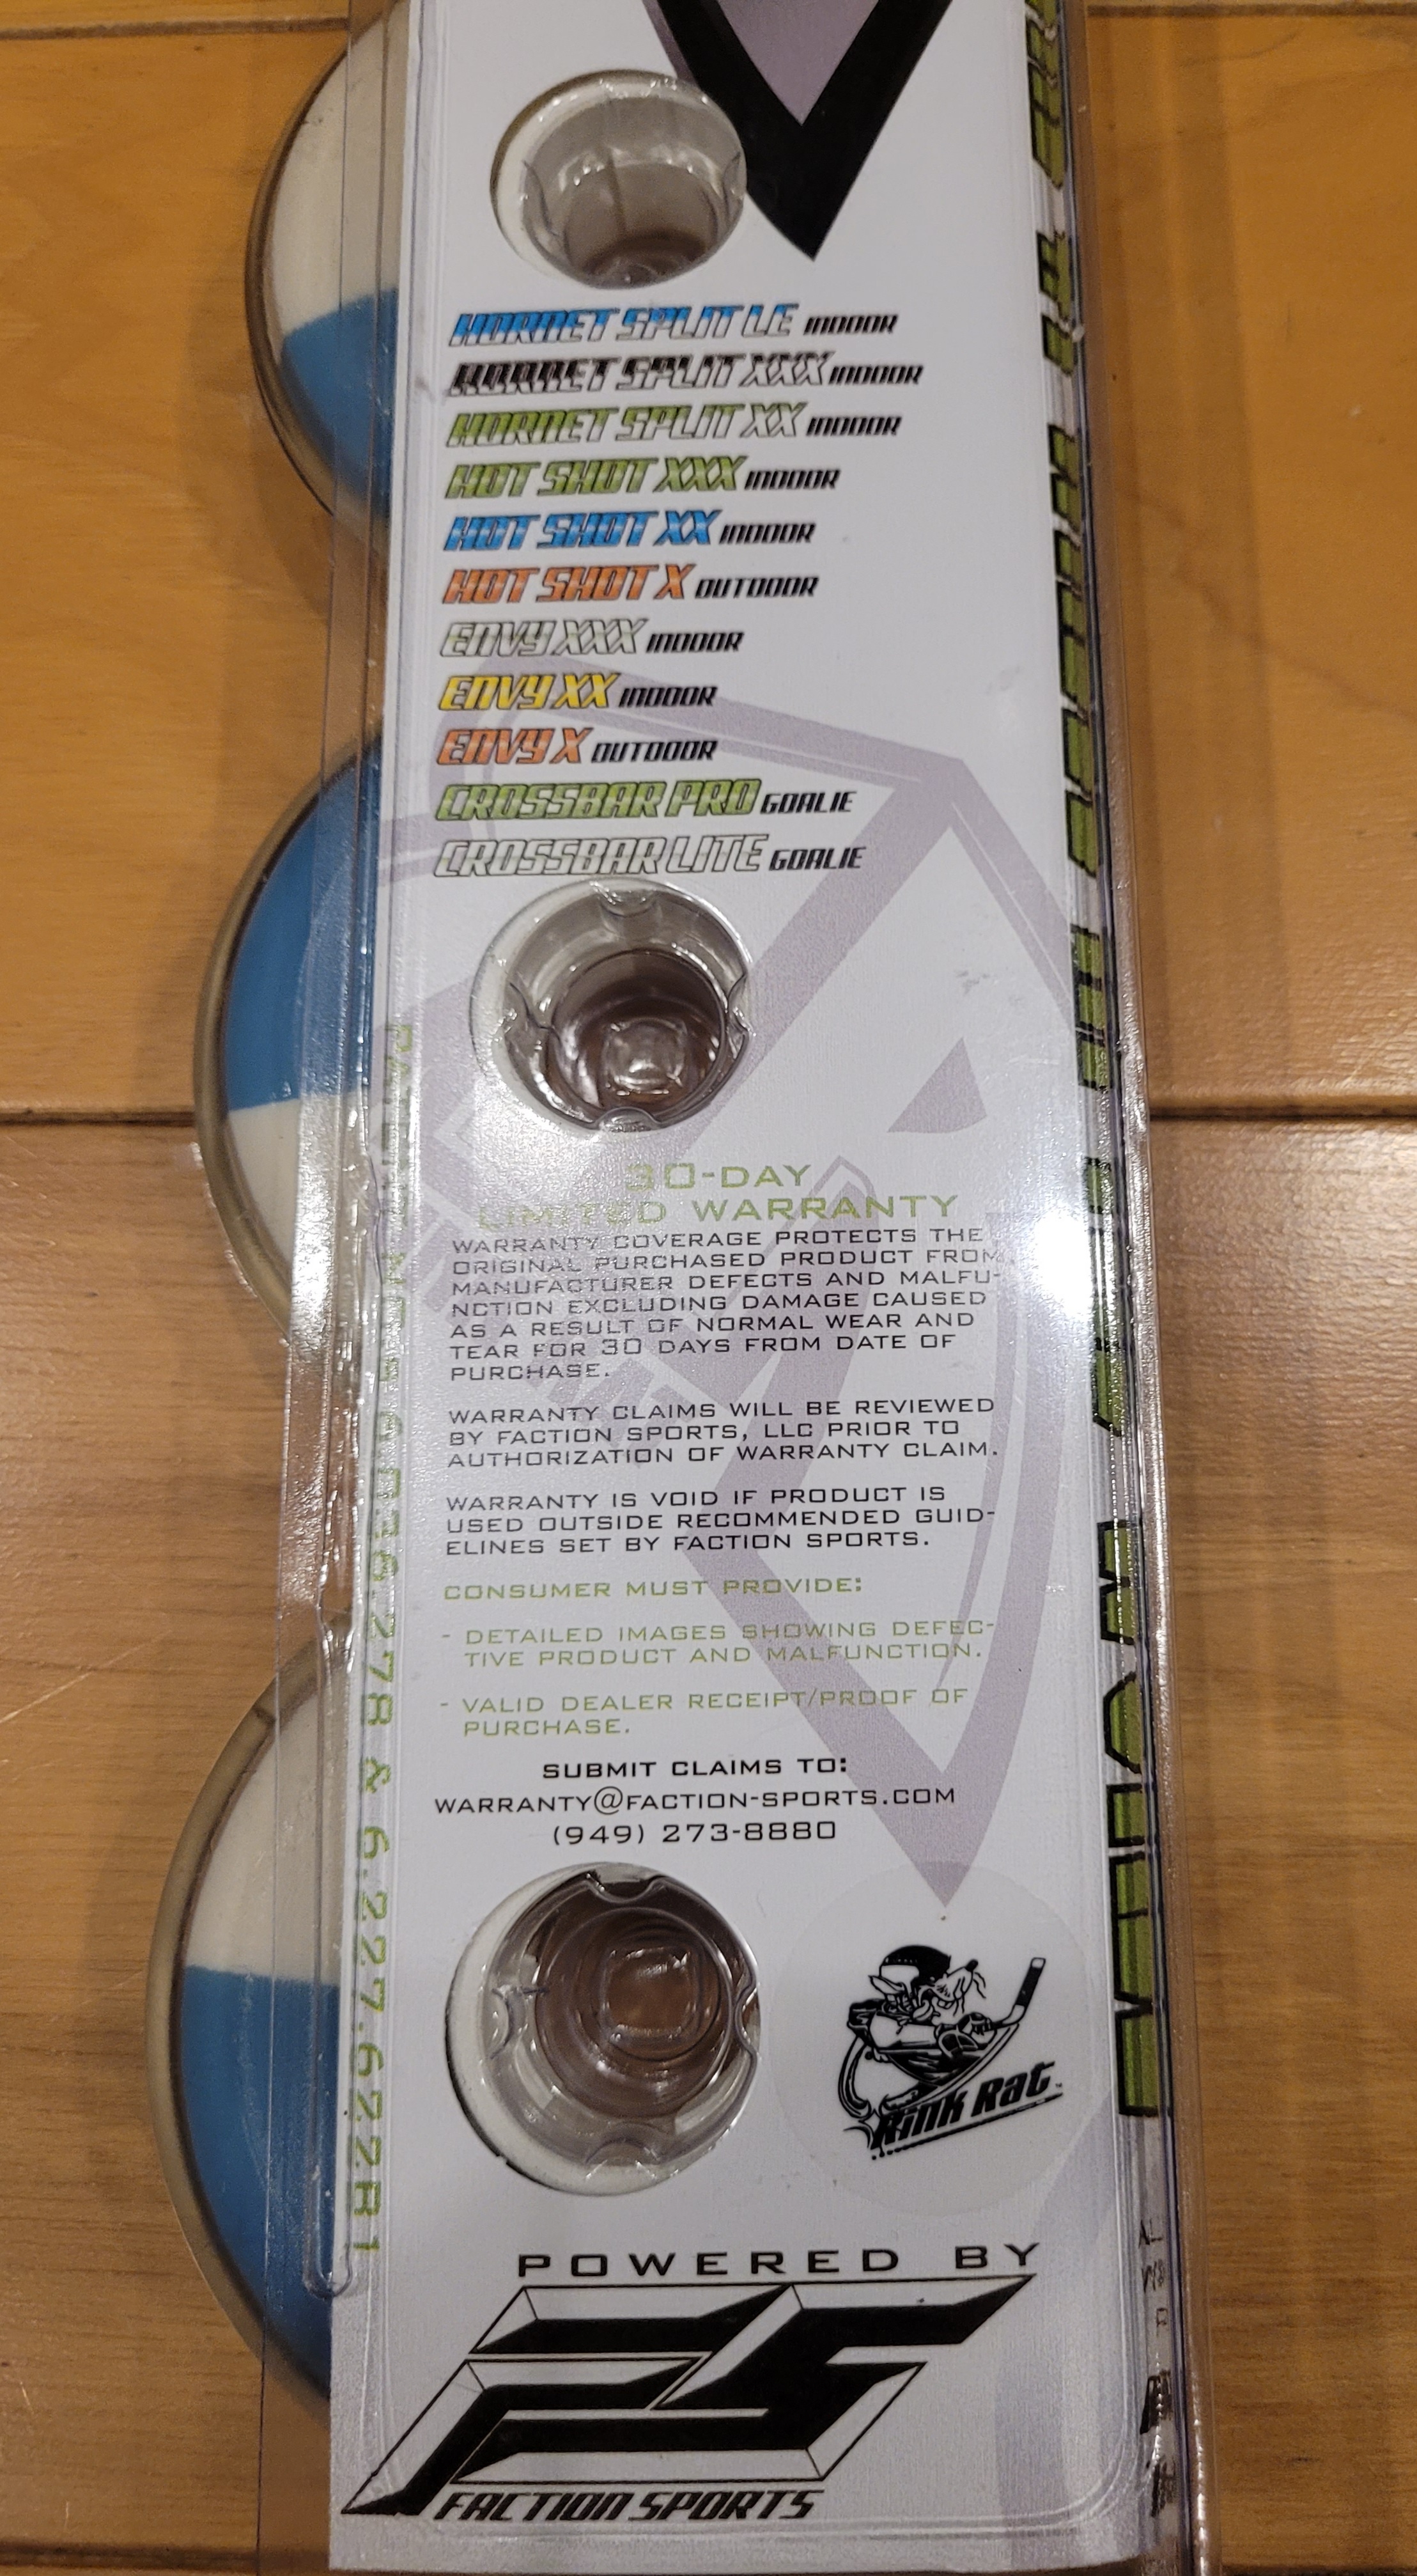 HORNET SPLIT LE INDOOR
HORNET SPLIT XXX INDOOR
HORNET SPLIT XX INDOOR
HOT SHOT XXX INDOOR
HOT SHOT XX INDOOR
HOT SHOT X OUTDOOR
ENVY XXX INDOOR
ENVY XX INDOOR
ENVY X OUTDOOR
CROSSBAR PRO GOALIE
CROSSBAR LITE GOALIE
30-DAY
LIMITED WARRANTY
WARRANTY COVERAGE PROTECTS THE
ORIGINAL PURCHASED PRODUCT FROM
MANUFACTURER DEFECTS AND MALFU-
NCTION EXCLUDING DAMAGE CAUSED
AS A RESULT OF NORMAL WEAR AND
TEAR FOR 30 DAYS FROM DATE OF
PURCHASE.
WARRANTY CLAIMS WILL BE REVIEWED
BY FACTION SPORTS, LLC PRIOR TO
AUTHORIZATION OF WARRANTY CLAIM.
WARRANTY IS VOID IF PRODUCT IS
USED OUTSIDE RECOMMENDED GUID-
ELINES SET BY FACTION SPORTS.
CONSUMER MUST PROVIDE:
- DETAILED IMAGES SHOWING DEFEC-
TIVE PRODUCT AND MALFUNCTION.
- VALID DEALER RECEIPT/PROOF OF
PURCHASE.
SUBMIT CLAIMS TO:
WARRANTY@FACTION-SPORTS.COM
(949) 273-8880
Rink Rat
POWERED BY
FS
FACTION SPORTS
& 6,227,622B1